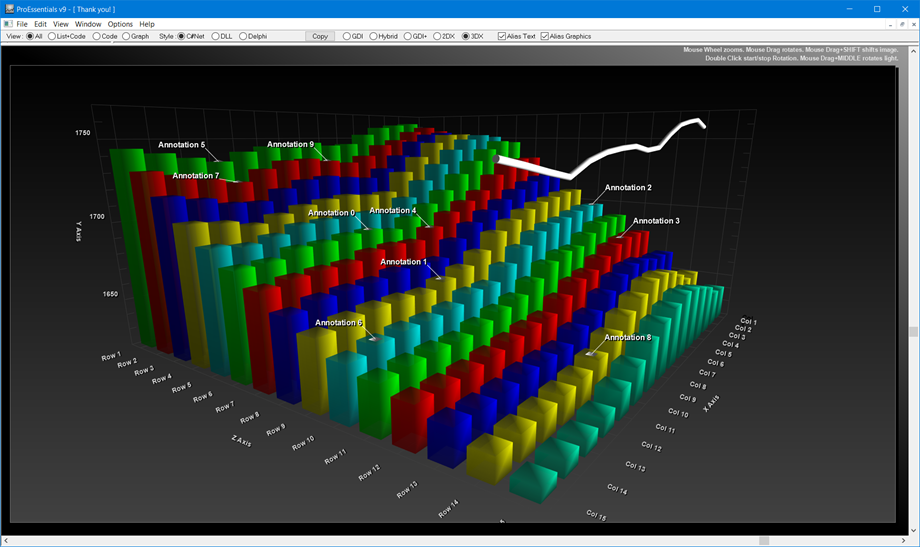 ProEssentials v9 - [ Thank you! ]
File Edit View Window Options Help
View : All List+Code Code Graph Style C#Net DLL Delphi Copy GDI Hybrid GDI+ 2DX 3DX Alias Text Alias Graphics
Mouse Wheel zooms. Mouse Drag rotates. Mouse Drag+SHIFT shifts image.
Double Click start/stop Rotation. Mouse Drag+MIDDLE rotates light.
1750
1700
1650
Y Axis
Annotation 5
Annotation 9
Annotation 7
Annotation 2
Annotation 0
Annotation 4
Annotation 3
Annotation 1
Annotation 6
Annotation 8
Row 1
Row 2
Row 3
Row 4
Row 5
Row 6
Row 7
Row 8
Row 9
Row 10
Row 11
Row 12
Row 13
Row 14
Z Axis
Col 1
Col 2
Col 3
Col 4
Col 5
Col 6
Col 7
Col 8
Col 9
Col 10
Col 11
Col 12
Col 13
Col 14
Col 15
X Axis